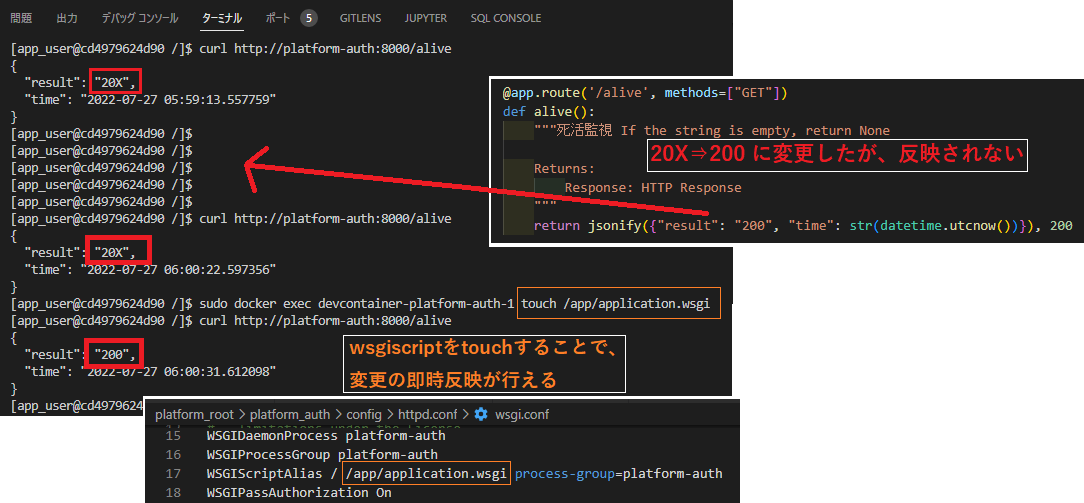 問題 出力 デバッグ コンソール ターミナル ポート 5 GITLENS JUPYTER SQL CONSOLE
[app_user@cd4979624d90 /]$ curl http://platform-auth:8000/alive
{
"result": "20X",
"time": "2022-07-27 05:59:13.557759"
}
[app_user@cd4979624d90 /]$
[app_user@cd4979624d90 /]$
[app_user@cd4979624d90 /]$
[app_user@cd4979624d90 /]$
[app_user@cd4979624d90 /]$
[app_user@cd4979624d90 /]$ curl http://platform-auth:8000/alive
{
"result": "20X",
"time": "2022-07-27 06:00:22.597356"
}
[app_user@cd4979624d90 /]$ sudo docker exec devcontainer-platform-auth-1 touch /app/application.wsgi
[app_user@cd4979624d90 /]$ curl http://platform-auth:8000/alive
{
"result": "200",
"time": "2022-07-27 06:00:31.612098"
}
[app_user@cd4979624d90
@app.route('/alive', methods=["GET"])
def alive():
"""死活監視 If the string is empty, return None
20X⇒200 に変更したが、反映されない
Returns:
Response: HTTP Response
"""
return jsonify({"result": "200", "time": str(datetime.utcnow())}), 200
wsgiscriptをtouchすることで、
変更の即時反映が行える
platform_root > platform_auth > config > httpd.conf > wsgi.conf
15 WSGIDaemonProcess platform-auth
16 WSGIProcessGroup platform-auth
17 WSGIScriptAlias / /app/application.wsgi process-group=platform-auth
18 WSGIPassAuthorization On